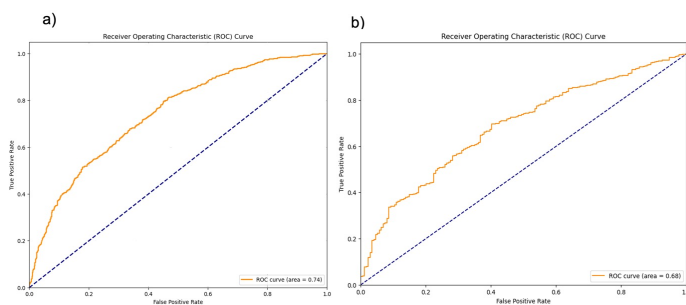 a)
Receiver Operating Characteristic (ROC) Curve
1.0
0.8
0.6
0.4
0.2
0.0
True Positive Rate
0.0
0.2
0.4
0.6
0.8
1.0
False Positive Rate
ROC curve (area = 0.74)
b)
Receiver Operating Characteristic (ROC) Curve
1.0
0.8
0.6
0.4
0.2
0.0
True Positive Rate
0.0
0.2
0.4
0.6
0.8
1.0
False Positive Rate
ROC curve (area = 0.68)